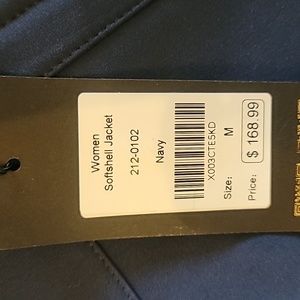 Women
Softshell Jacket
212-0102
Navy
X003CTE5KD
Size: M
Price: $ 168.99